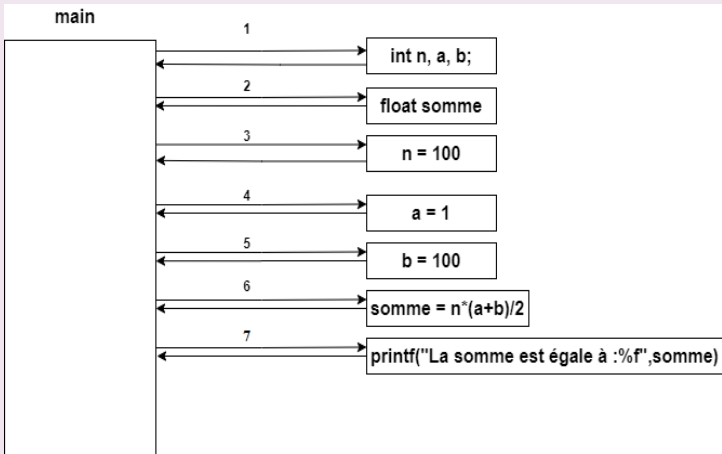 main
1
int n, a, b;
2
float somme
3
n = 100
4
a = 1
5
b = 100
6
somme = n*(a+b)/2
7
printf("La somme est égale à :%f",somme)